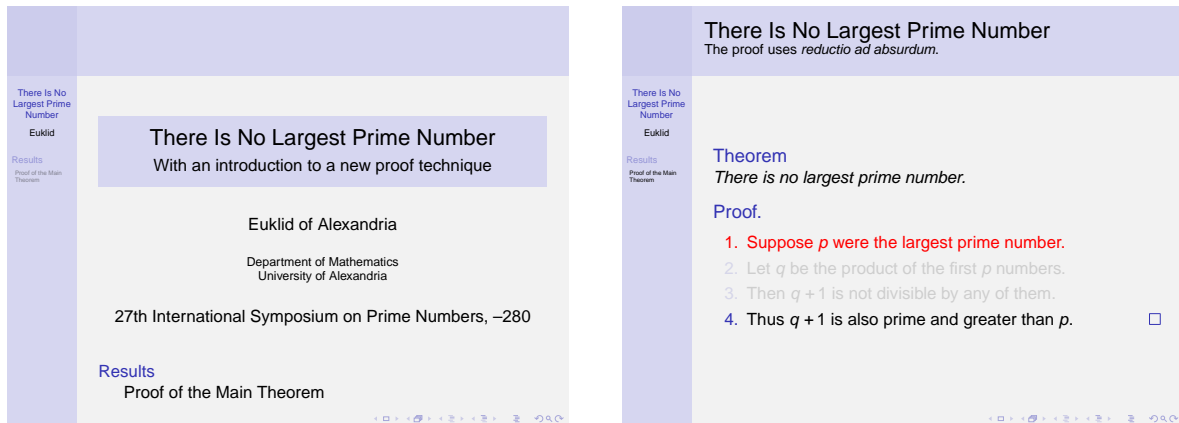 There Is No
Largest Prime
Number
Euklid
Results
Proof of the Main
Theorem
There Is No Largest Prime Number
With an introduction to a new proof technique
Euklid of Alexandria
Department of Mathematics
University of Alexandria
27th International Symposium on Prime Numbers, –280
Results
Proof of the Main Theorem
There Is No Largest Prime Number
The proof uses reductio ad absurdum.
There Is No
Largest Prime
Number
Euklid
Results
Proof of the Main
Theorem
Theorem
There is no largest prime number.
Proof.
1. Suppose p were the largest prime number.
2. Let q be the product of the first p numbers.
3. Then q + 1 is not divisible by any of them.
4. Thus q + 1 is also prime and greater than p.